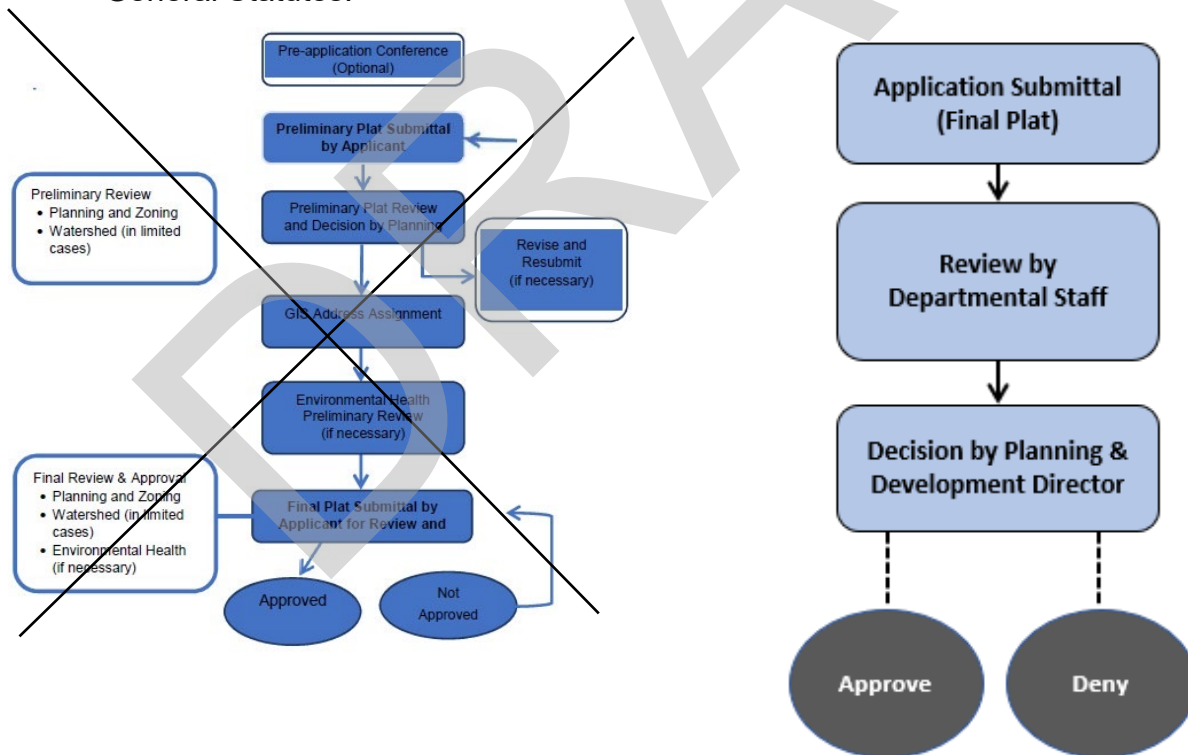 General Statutes.
Pre-application Conference
(Optional)
Preliminary Plat Submittal
by Applicant
Preliminary Review
• Planning and Zoning
• Watershed (in limited
cases)
Preliminary Plat Review
and Decision by Planning
Revise and
Resubmit
(if necessary)
GIS Address Assignment
Environmental Health
Preliminary Review
(if necessary)
Final Review & Approval
• Planning and Zoning
• Watershed (in limited
cases)
• Environmental Health
(if necessary)
Final Plat Submittal by
Applicant for Review and
Approved
Not
Approved
Application Submittal
(Final Plat)
Review by
Departmental Staff
Decision by Planning &
Development Director
Approve
Deny
DRA